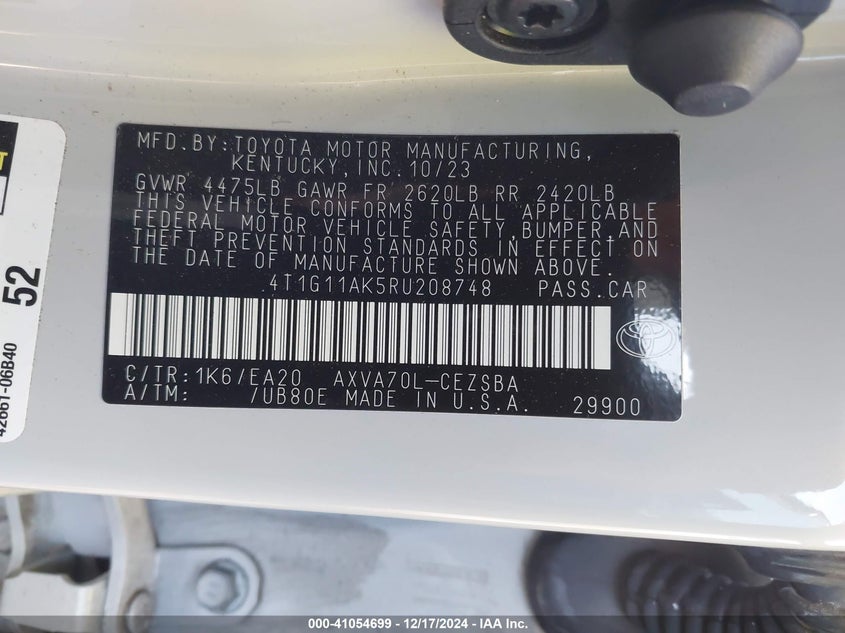 MFD.BY:TOYOTA MOTOR MANUFACTURING,
KENTUCKY,INC.10/23
GVWR 4475LB GAWR FR 2620LB RR 2420LB
THIS VEHICLE CONFORMS TO ALL APPLICABLE
FEDERAL MOTOR VEHICLE SAFETY,BUMPER,AND
THEFT PREVENTION STANDARDS IN EFFECT ON
THE DATE OF MANUFACTURE SHOWN ABOVE.
4T1G11AK5RU208748 PASS.CAR
C/TR:1K6/EA20 AXVA70L-CEZSBA
A/TM: /UB80E MADE IN U.S.A. 29900
52
42661-06B40
000-41054699 / 12/17/2024 / IAA Inc.